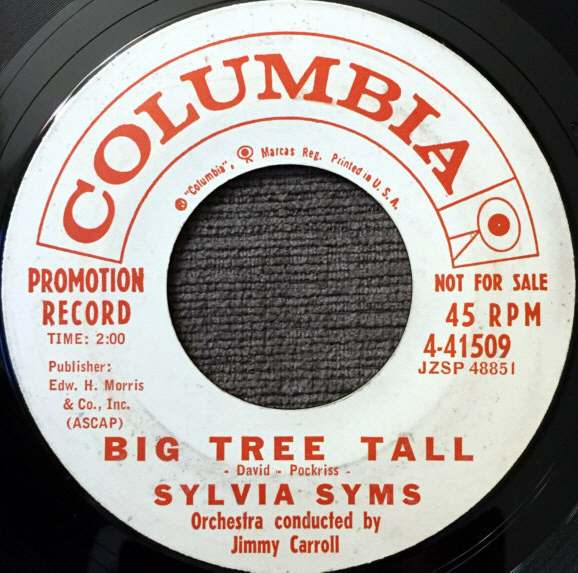 COLUMBIA
® "Columbia", Marcas Reg. Printed in U. S. A.
PROMOTION
RECORD
TIME: 2:00
Publisher:
Edw. H. Morris
& Co., Inc.
(ASCAP)
NOT FOR SALE
45 RPM
4-41509
JZSP 48851
BIG TREE TALL
- David - Pockriss -
SYLVIA SYMS
Orchestra conducted by
Jimmy Carroll